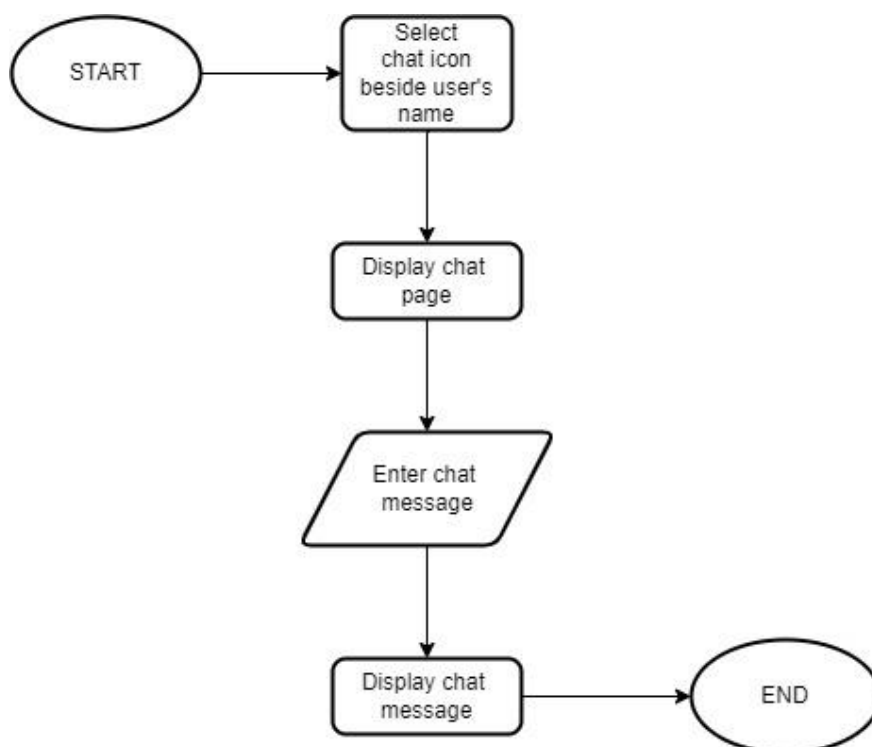 START
Select
chat icon
beside user's
name
Display chat
page
Enter chat
message
Display chat
message
END